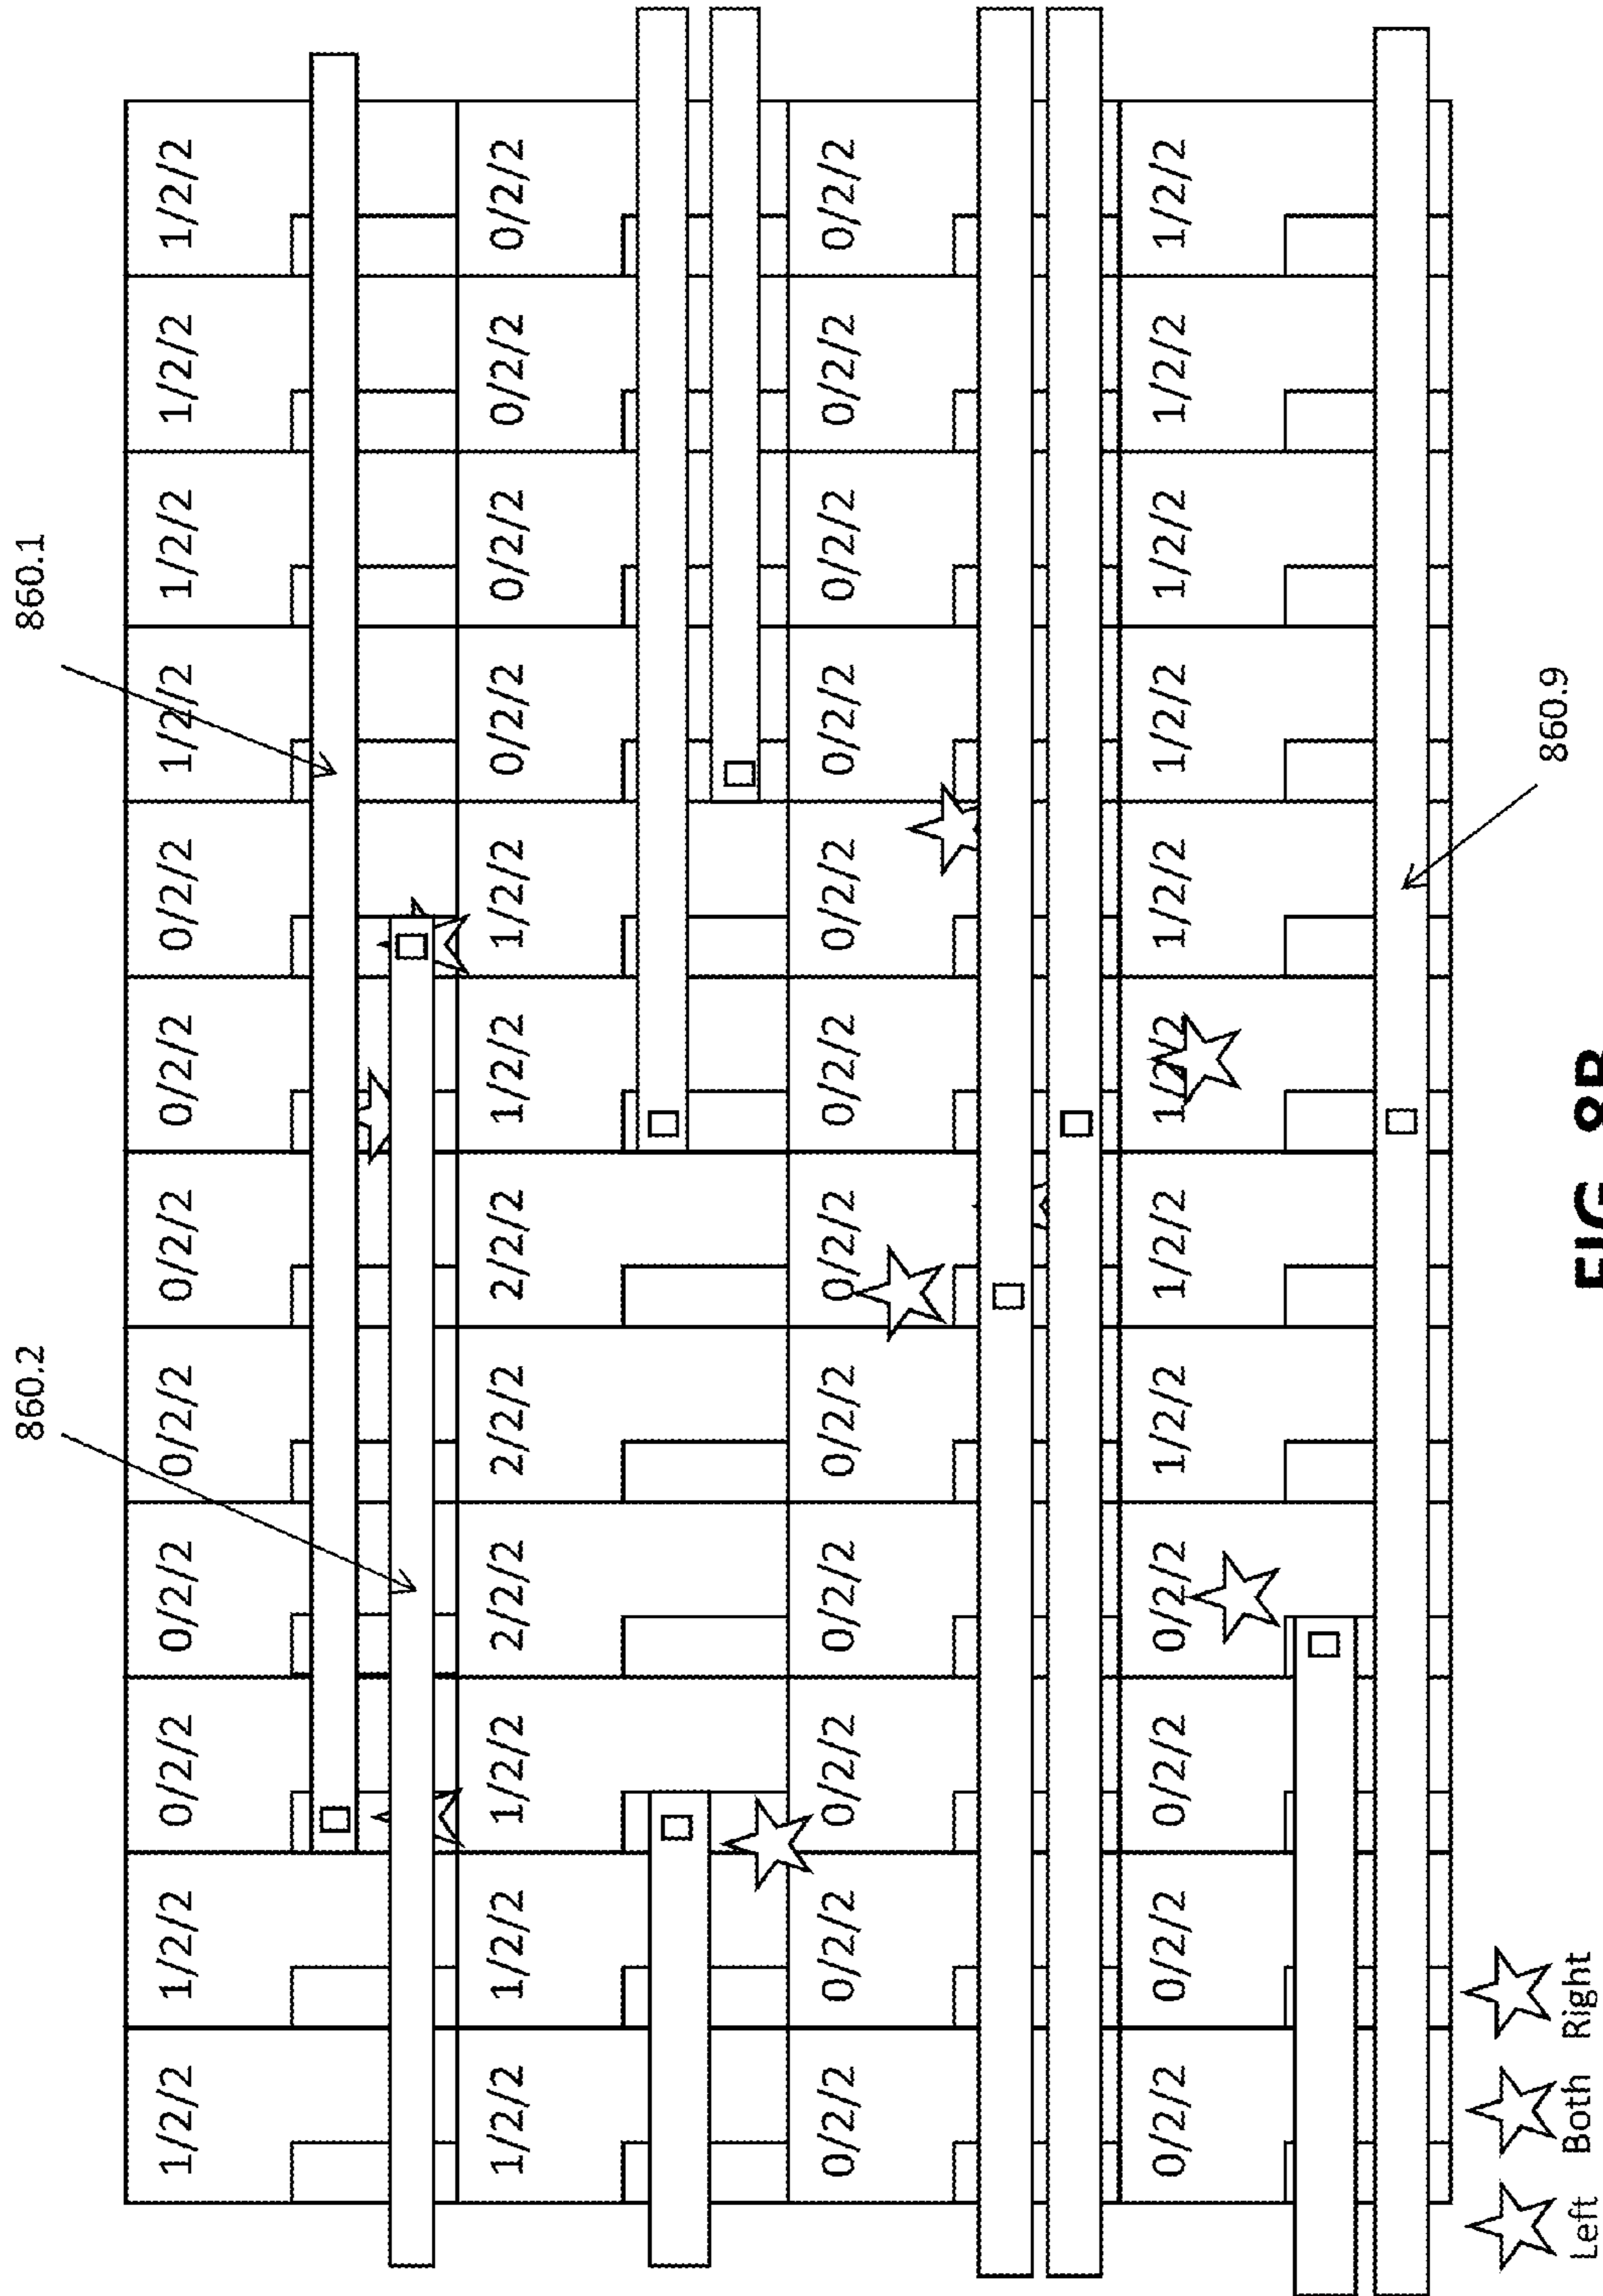 860.2 860.1
1/2/2 1/2/2 0/2/2 0/2/2 0/2/2 0/2/2 0/2/2 0/2/2 1/2/2 1/2/2 1/2/2 1/2/2
1/2/2 1/2/2 1/2/2 2/2/2 2/2/2 2/2/2 1/2/2 1/2/2 0/2/2 0/2/2 0/2/2 0/2/2
0/2/2 0/2/2 0/2/2 0/2/2 0/2/2 0/2/2 0/2/2 0/2/2 0/2/2 0/2/2 0/2/2 0/2/2
0/2/2 0/2/2 0/2/2 0/2/2 1/2/2 1/2/2 1/2/2 1/2/2 1/2/2 1/2/2 1/2/2 1/2/2
860.9
Left Both Right
FIG. 8B